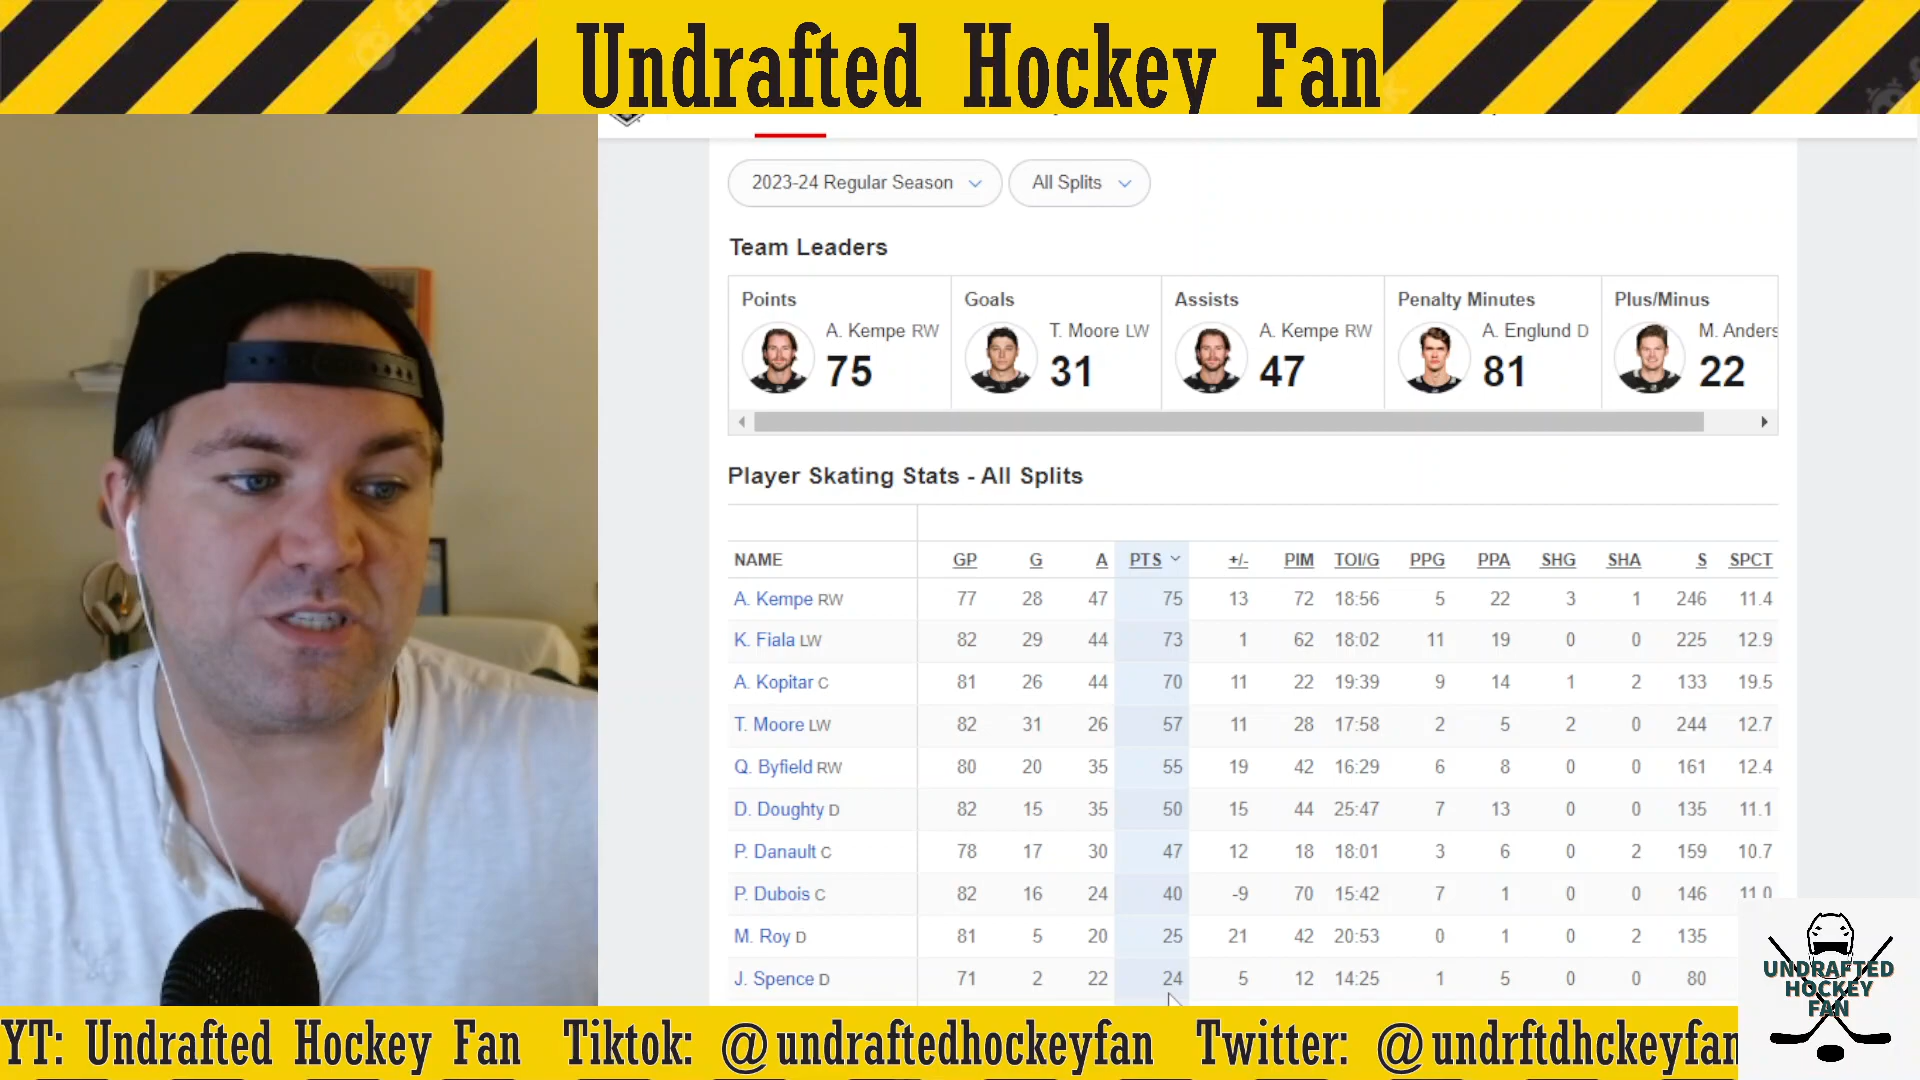 Undrafted Hockey Fan
2023-24 Regular Season All Splits
Team Leaders
Points Goals Assists Penalty Minutes Plus/Minus
A. Kempe RW T. Moore LW A. Kempe RW A. Englund D M. Anders
75 31 47 81 22
Player Skating Stats - All Splits
NAME GP G A PTS +/- PIM TOI/G PPG PPA SHG SHA S SPCT
A. Kempe RW 77 28 47 75 13 72 18:56 5 22 3 1 246 11.4
K. Fiala LW 82 29 44 73 1 62 18:02 11 19 0 0 225 12.9
A. Kopitar C 81 26 44 70 11 22 19:39 9 14 1 2 133 19.5
T. Moore LW 82 31 26 57 11 28 17:58 2 5 2 0 244 12.7
Q. Byfield RW 80 20 35 55 19 42 16:29 6 8 0 0 161 12.4
D. Doughty D 82 15 35 50 15 44 25:47 7 13 0 0 135 11.1
P. Danault C 78 17 30 47 12 18 18:01 3 6 0 2 159 10.7
P. Dubois C 82 16 24 40 -9 70 15:42 7 1 0 0 146 11.0
M. Roy D 81 5 20 25 21 42 20:53 0 1 0 2 135
J. Spence D 71 2 22 24 5 12 14:25 1 5 0 0 80
UNDRAFTED
HOCKEY
FAN
YT: Undrafted Hockey Fan Tiktok: @undraftedhockeyfan Twitter: @undrftdhckeyfan